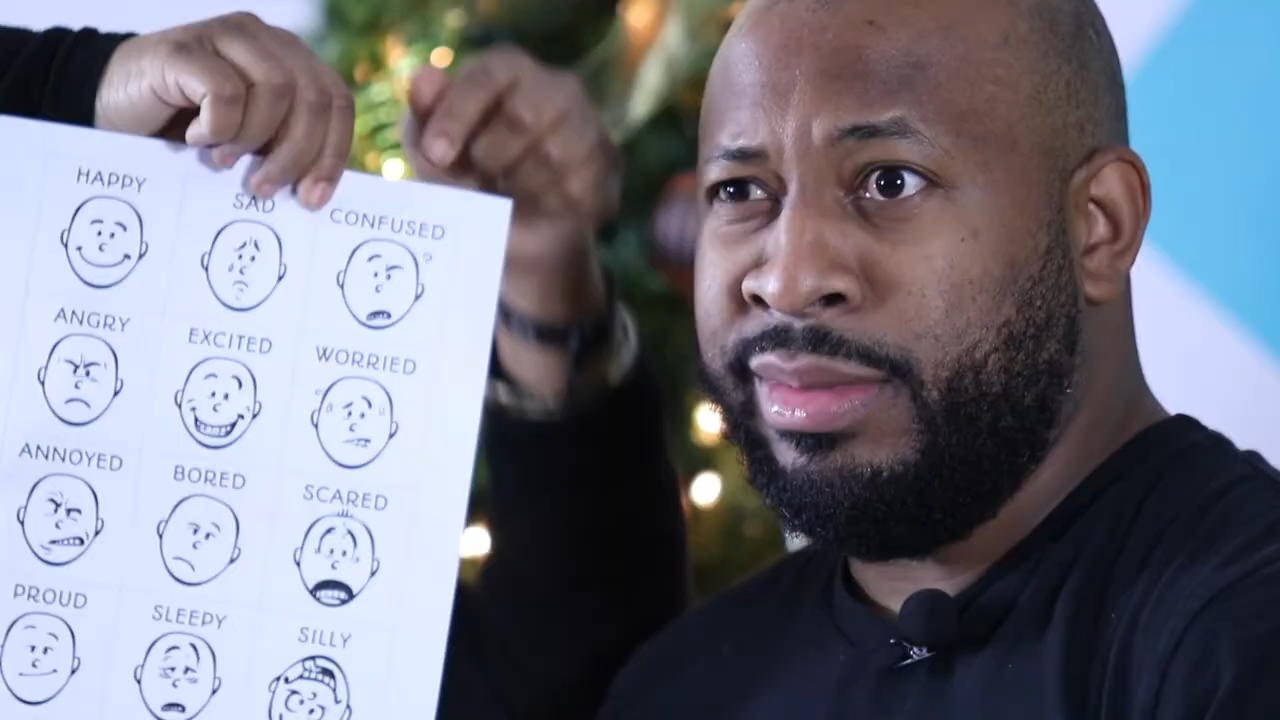 HAPPY SAD CONFUSED
?
ANGRY EXCITED WORRIED
ANNOYED BORED SCARED
PROUD SLEEPY SILLY